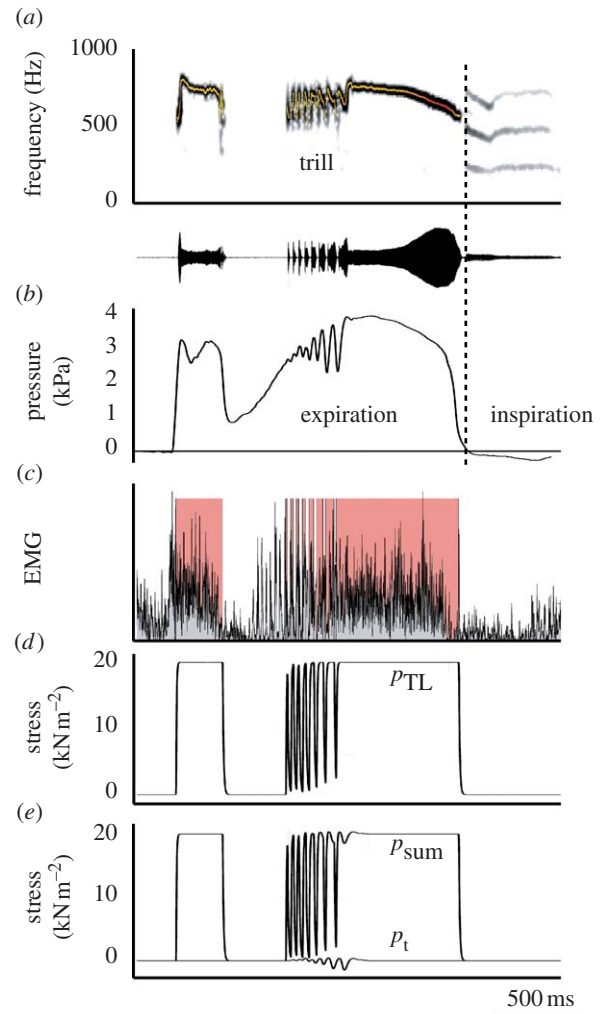 (a)
1000
500
0
frequency (Hz)
trill
(b)
4
3
2
1
0
pressure
(kPa)
expiration
inspiration
(c)
EMG
(d)
20
10
0
stress
(kN m−2)
pTL
(e)
20
10
0
stress
(kN m−2)
psum
pt
500 ms